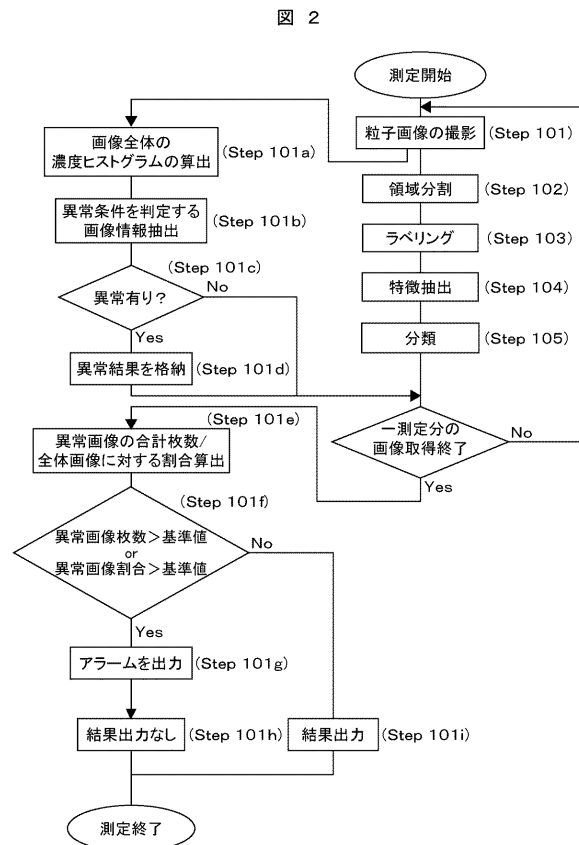 図 2
測定開始
粒子画像の撮影
(Step 101)
領域分割
(Step 102)
ラベリング
(Step 103)
特徴抽出
(Step 104)
分類
(Step 105)
画像全体の
濃度ヒストグラムの算出
(Step 101a)
異常条件を判定する
画像情報抽出
(Step 101b)
(Step 101c)
異常有り?
No
Yes
異常結果を格納
(Step 101d)
一測定分の
画像取得終了
No
Yes
(Step 101e)
異常画像の合計枚数/
全体画像に対する割合算出
(Step 101f)
異常画像枚数>基準値
or
異常画像割合>基準値
No
Yes
アラームを出力
(Step 101g)
結果出力なし
(Step 101h)
結果出力
(Step 101i)
測定終了